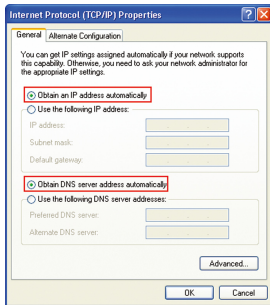 Internet Protocol (TCP/IP) Properties
General Alternate Configuration
You can get IP settings assigned automatically if your network supports
this capability. Otherwise, you need to ask your network administrator for
the appropriate IP settings.
Obtain an IP address automatically
Use the following IP address:
IP address:
Subnet mask:
Default gateway:
Obtain DNS server address automatically
Use the following DNS server addresses:
Preferred DNS server:
Alternate DNS server:
Advanced...
OK Cancel